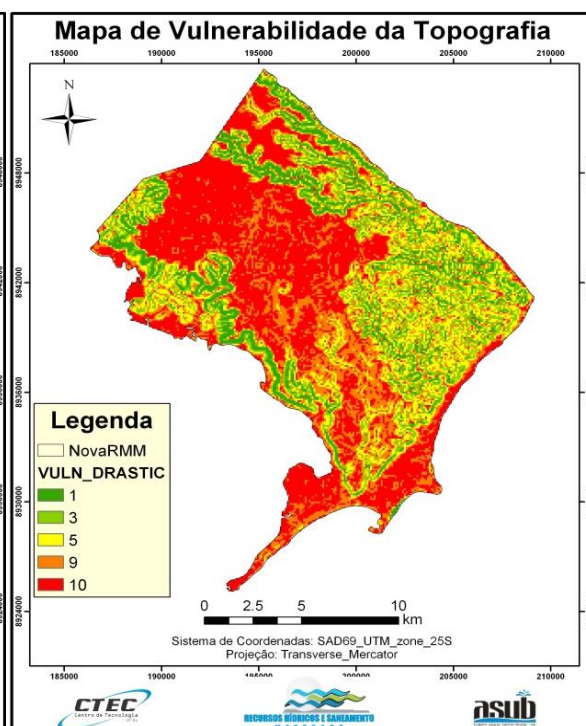 Mapa de Vulnerabilidade da Topografia
185000 190000 195000 200000 205000 210000
N
8948000
8942000
8936000
8930000
8924000
Legenda
NovaRMM
VULN_DRASTIC
1
3
5
9
10
0 2.5 5 10
km
Sistema de Coordenadas: SAD69_UTM_zone_25S
Projeção: Transverse_Mercator
185000 190000 195000 200000 205000 210000
CTEC
Centro de Tecnologia
RECURSOS HÍDRICOS E SANEAMENTO
asub